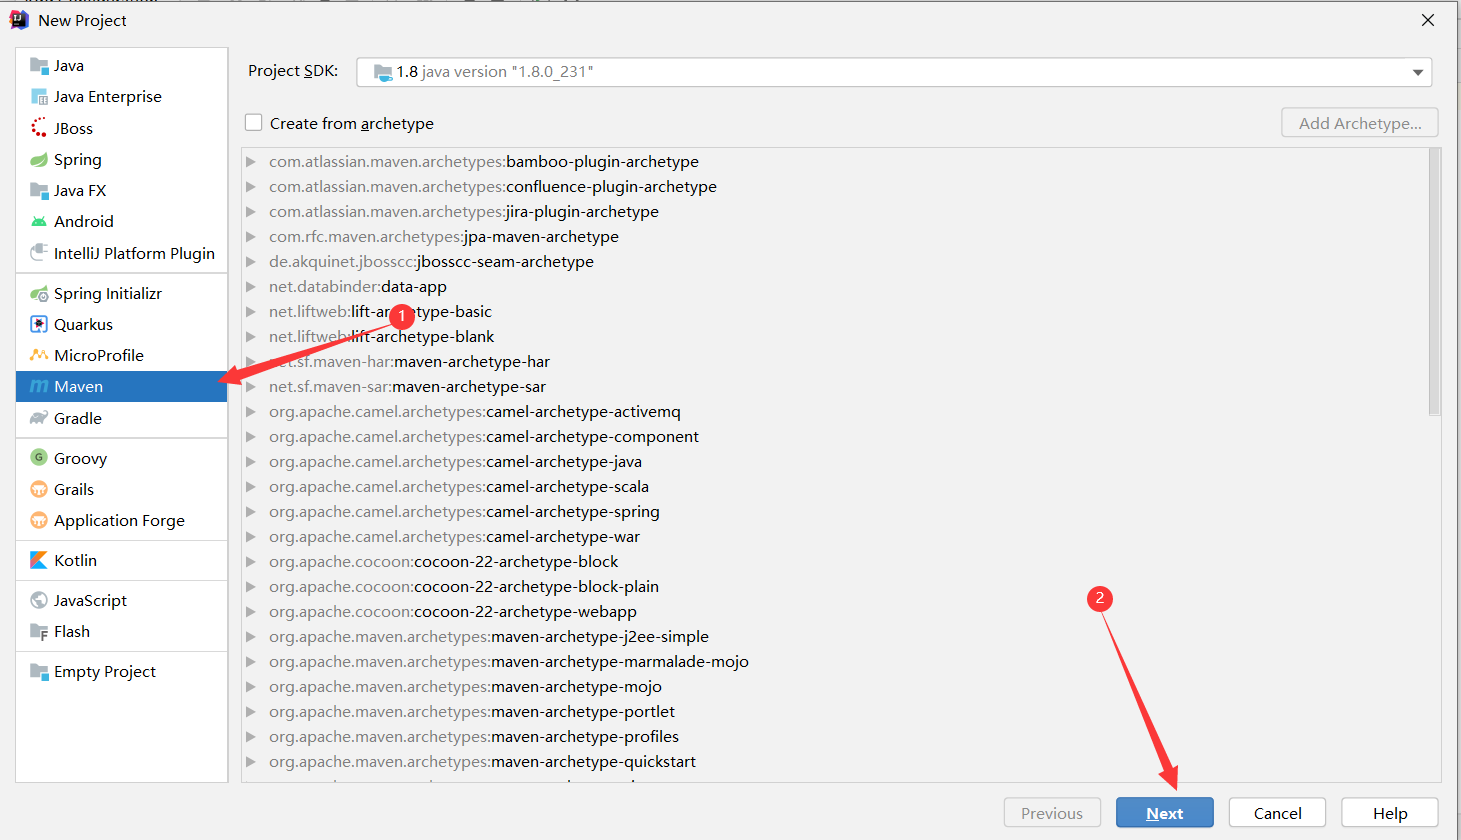 New Project
Java
Java Enterprise
JBoss
Spring
Java FX
Android
IntelliJ Platform Plugin
Spring Initializr
Quarkus
MicroProfile
Maven
Gradle
Groovy
Grails
Application Forge
Kotlin
JavaScript
Flash
Empty Project
Project SDK: 1.8 java version "1.8.0_231"
Create from archetype
Add Archetype...
com.atlassian.maven.archetypes:bamboo-plugin-archetype
com.atlassian.maven.archetypes:confluence-plugin-archetype
com.atlassian.maven.archetypes:jira-plugin-archetype
com.rfc.maven.archetypes:jpa-maven-archetype
de.akquinet.jbosscc:jbosscc-seam-archetype
net.databinder:data-app
net.liftweb:lift-archetype-basic
net.liftweb:lift-archetype-blank
net.sf.maven-har:maven-archetype-har
net.sf.maven-sar:maven-archetype-sar
org.apache.camel.archetypes:camel-archetype-activemq
org.apache.camel.archetypes:camel-archetype-component
org.apache.camel.archetypes:camel-archetype-java
org.apache.camel.archetypes:camel-archetype-scala
org.apache.camel.archetypes:camel-archetype-spring
org.apache.camel.archetypes:camel-archetype-war
org.apache.cocoon:cocoon-22-archetype-block
org.apache.cocoon:cocoon-22-archetype-block-plain
org.apache.cocoon:cocoon-22-archetype-webapp
org.apache.maven.archetypes:maven-archetype-j2ee-simple
org.apache.maven.archetypes:maven-archetype-marmalade-mojo
org.apache.maven.archetypes:maven-archetype-mojo
org.apache.maven.archetypes:maven-archetype-portlet
org.apache.maven.archetypes:maven-archetype-profiles
org.apache.maven.archetypes:maven-archetype-quickstart
1
2
Previous
Next
Cancel
Help